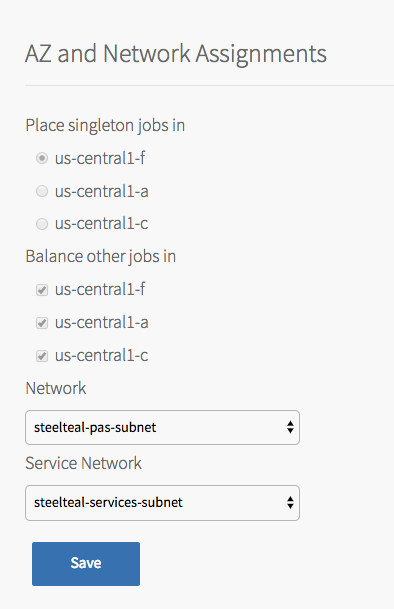 AZ and Network Assignments
Place singleton jobs in
us-central1-f
us-central1-a
us-central1-c
Balance other jobs in
us-central1-f
us-central1-a
us-central1-c
Network
steelteal-pas-subnet
Service Network
steelteal-services-subnet
Save